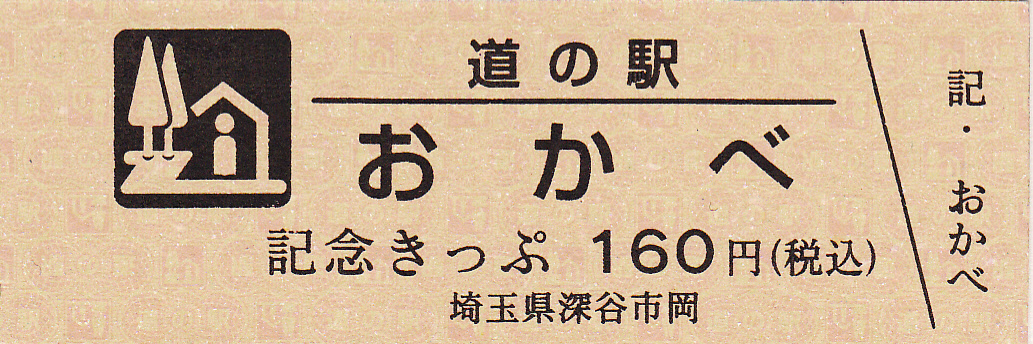 道の駅
おかべ
記念きっぷ 160円(税込)
埼玉県深谷市岡
記・おかべ